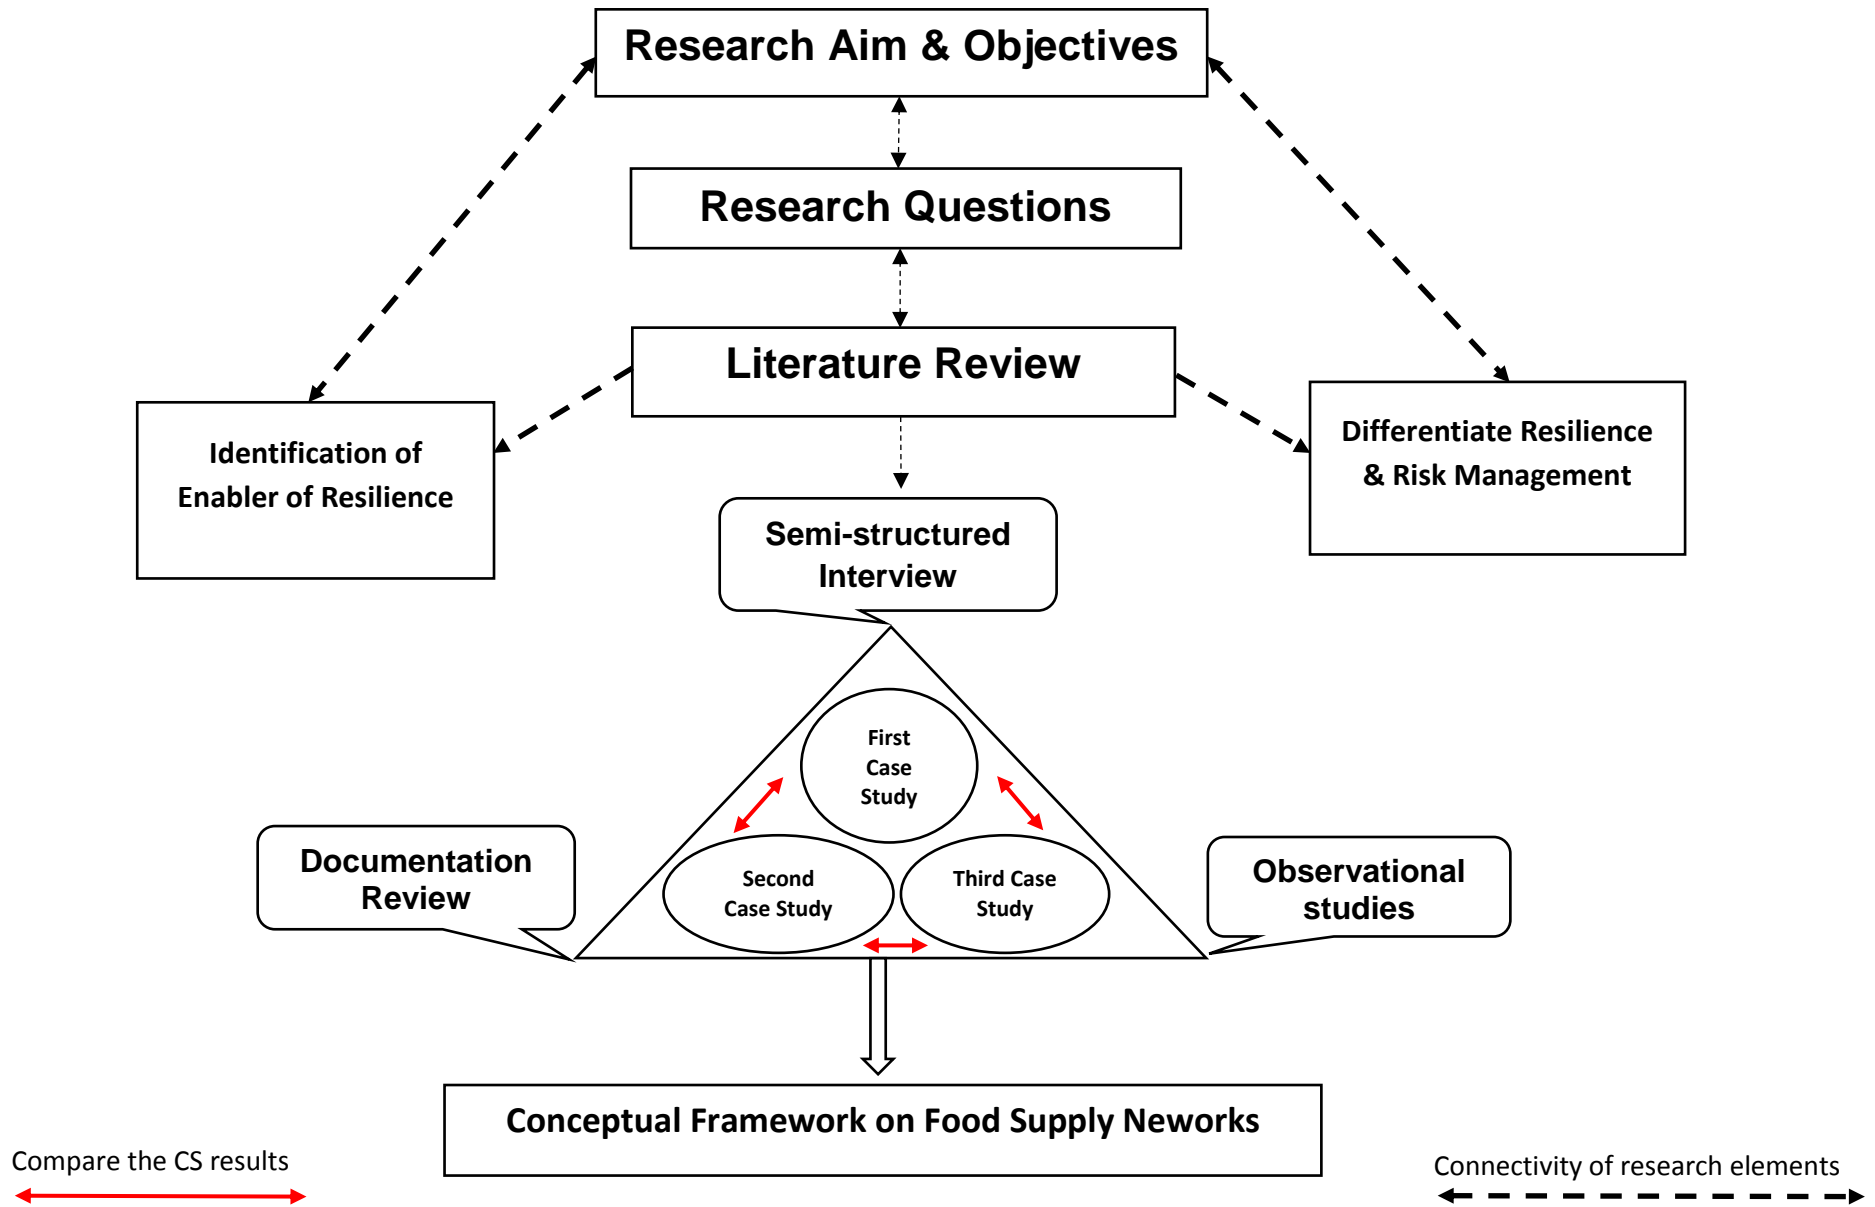 Research Aim & Objectives
Research Questions
Literature Review
Identification of
Enabler of Resilience
Differentiate Resilience
& Risk Management
Semi-structured
Interview
First
Case
Study
Documentation
Review
Second
Case Study
Third Case
Study
Observational
studies
Conceptual Framework on Food Supply Neworks
Compare the CS results
Connectivity of research elements